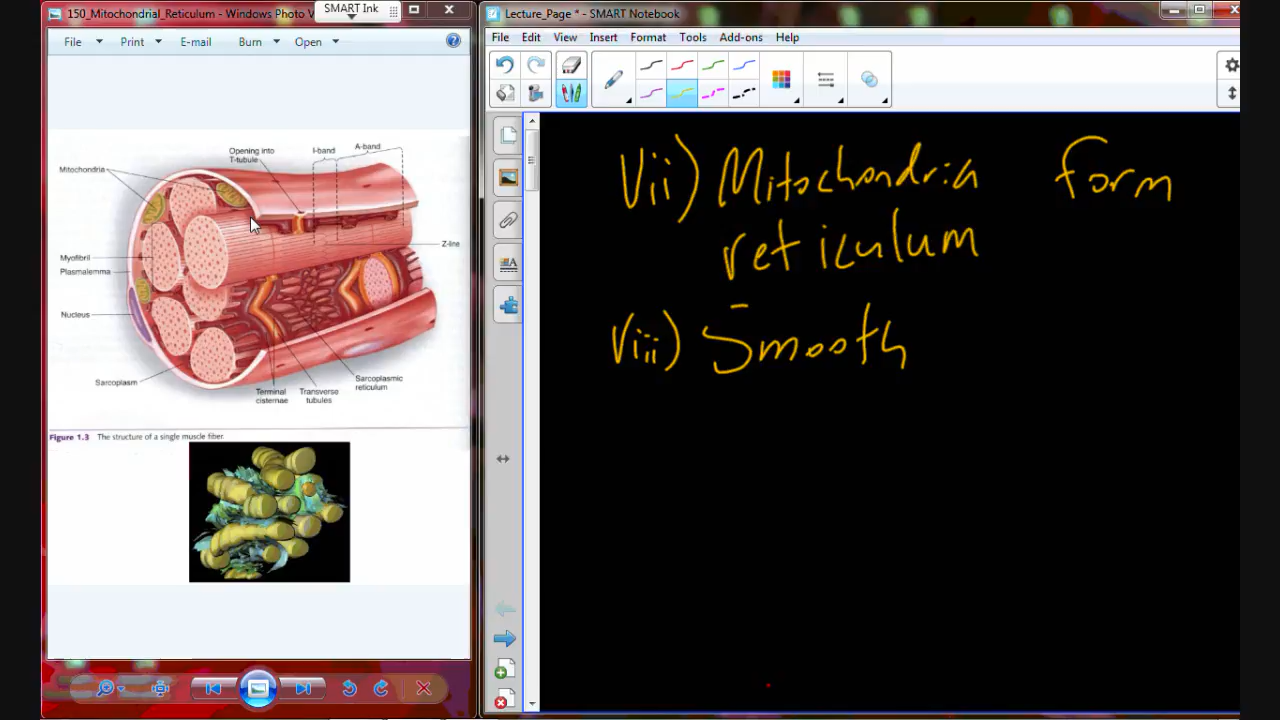 150_Mitochondrial_Reticulum - Windows Photo V
SMART Ink
File Print E-mail Burn Open
Opening into
T-tubule
I-band
A-band
Mitochondria
Z-line
Myofibril
Plasmalemma
Nucleus
Sarcoplasm
Terminal
cisternae
Transverse
tubules
Sarcoplasmic
reticulum
Figure 1.3 The structure of a single muscle fiber.
Lecture_Page * - SMART Notebook
File Edit View Insert Format Tools Add-ons Help
vii) Mitochondria form
reticulum
viii) Smooth